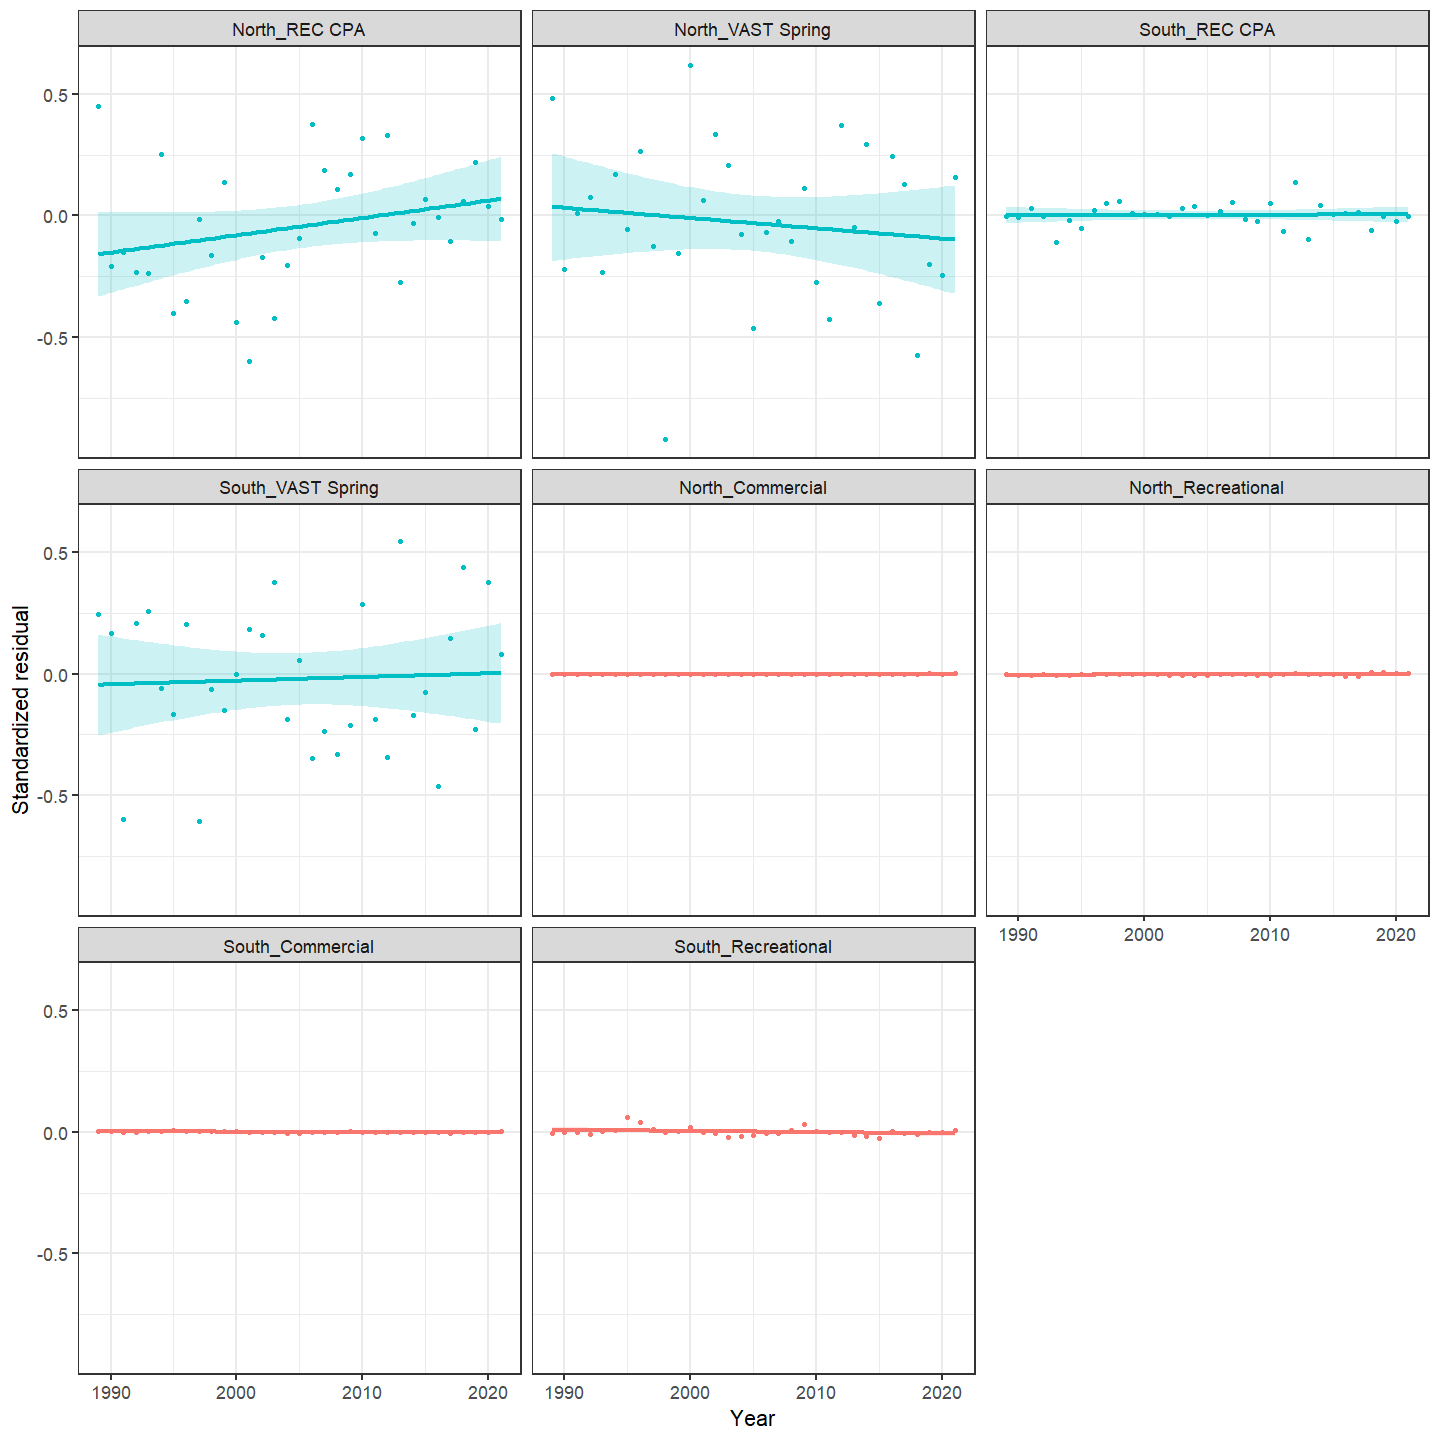 North_REC CPA
North_VAST Spring
South_REC CPA
0.5
0.0
-0.5
South_VAST Spring
North_Commercial
North_Recreational
0.5
0.0
-0.5
1990 2000 2010 2020
South_Commercial
South_Recreational
0.5
0.0
-0.5
1990 2000 2010 2020
1990 2000 2010 2020
Year
Standardized residual